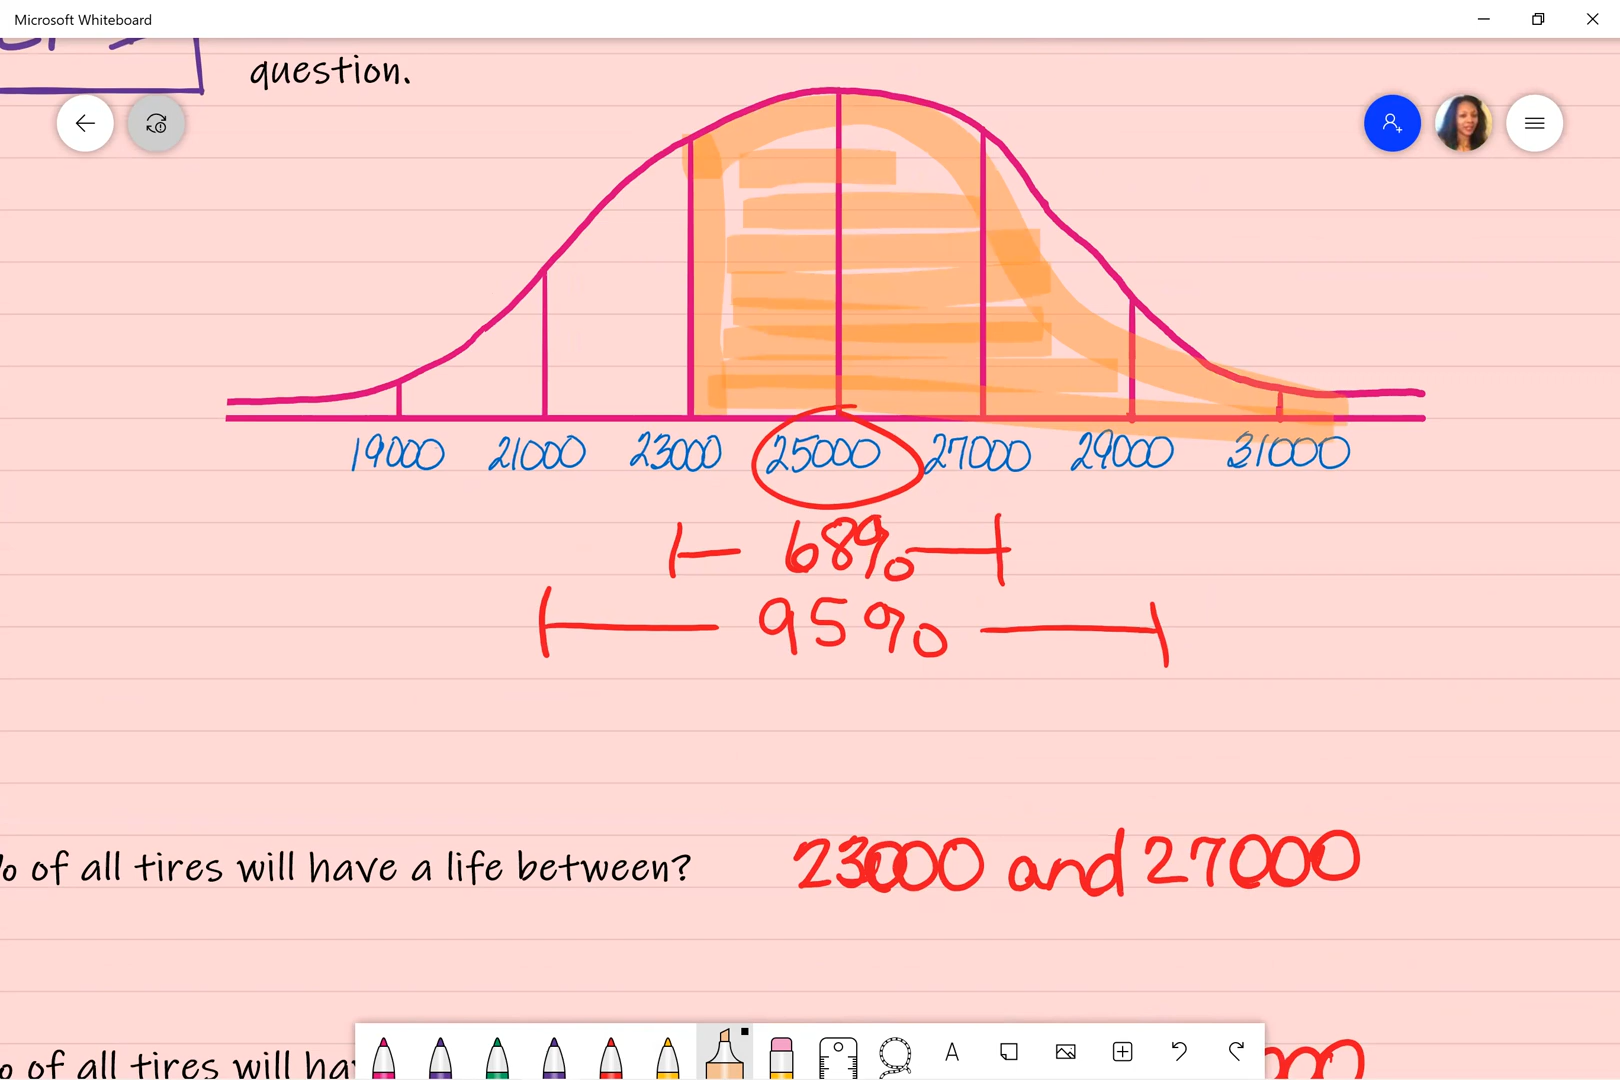 Microsoft Whiteboard
question.
19000 21000 23000 25000 27000 29000 31000
68%
95%
% of all tires will have a life between? 23000 and 27000
of all tires will
A